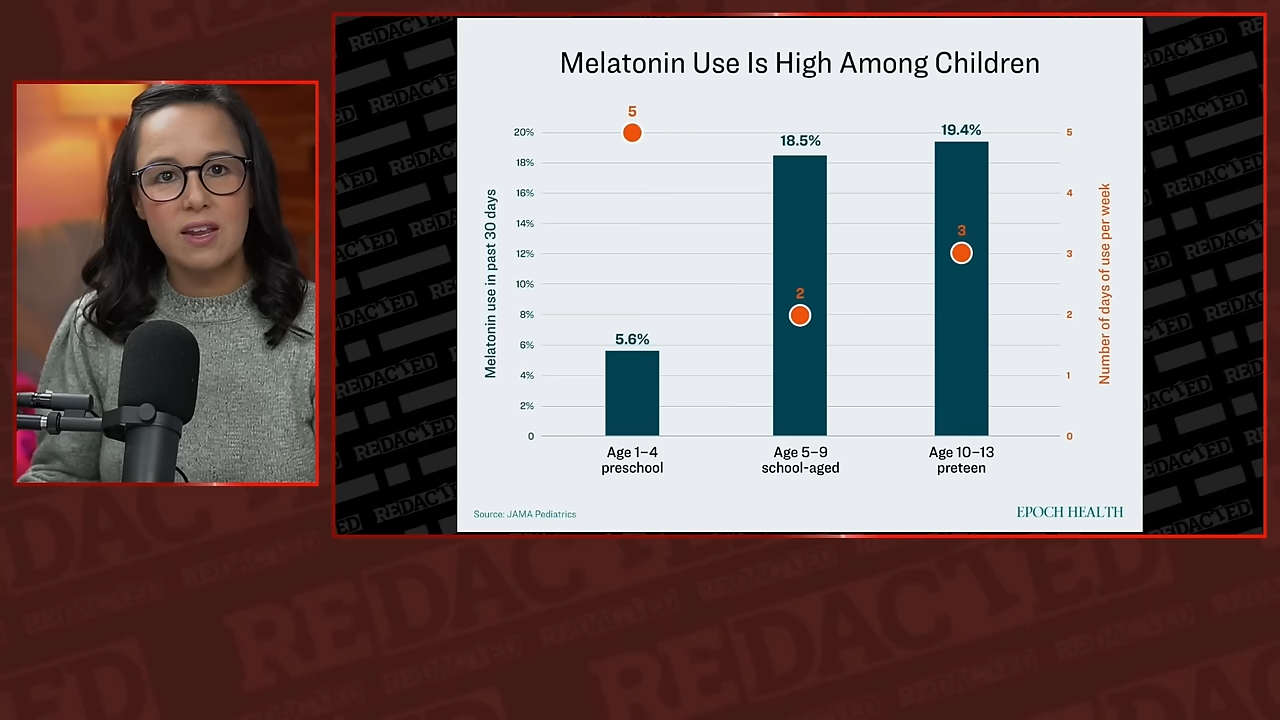 Melatonin Use Is High Among Children
Melatonin use in past 30 days
20%
18%
16%
14%
12%
10%
8%
6%
4%
2%
0
5
5.6%
18.5%
2
19.4%
3
5
4
3
2
1
0
Number of days of use per week
Age 1–4
preschool
Age 5–9
school-aged
Age 10–13
preteen
Source: JAMA Pediatrics
EPOCH HEALTH
REDACTED
REDACTED
REDACTED
REDACTED